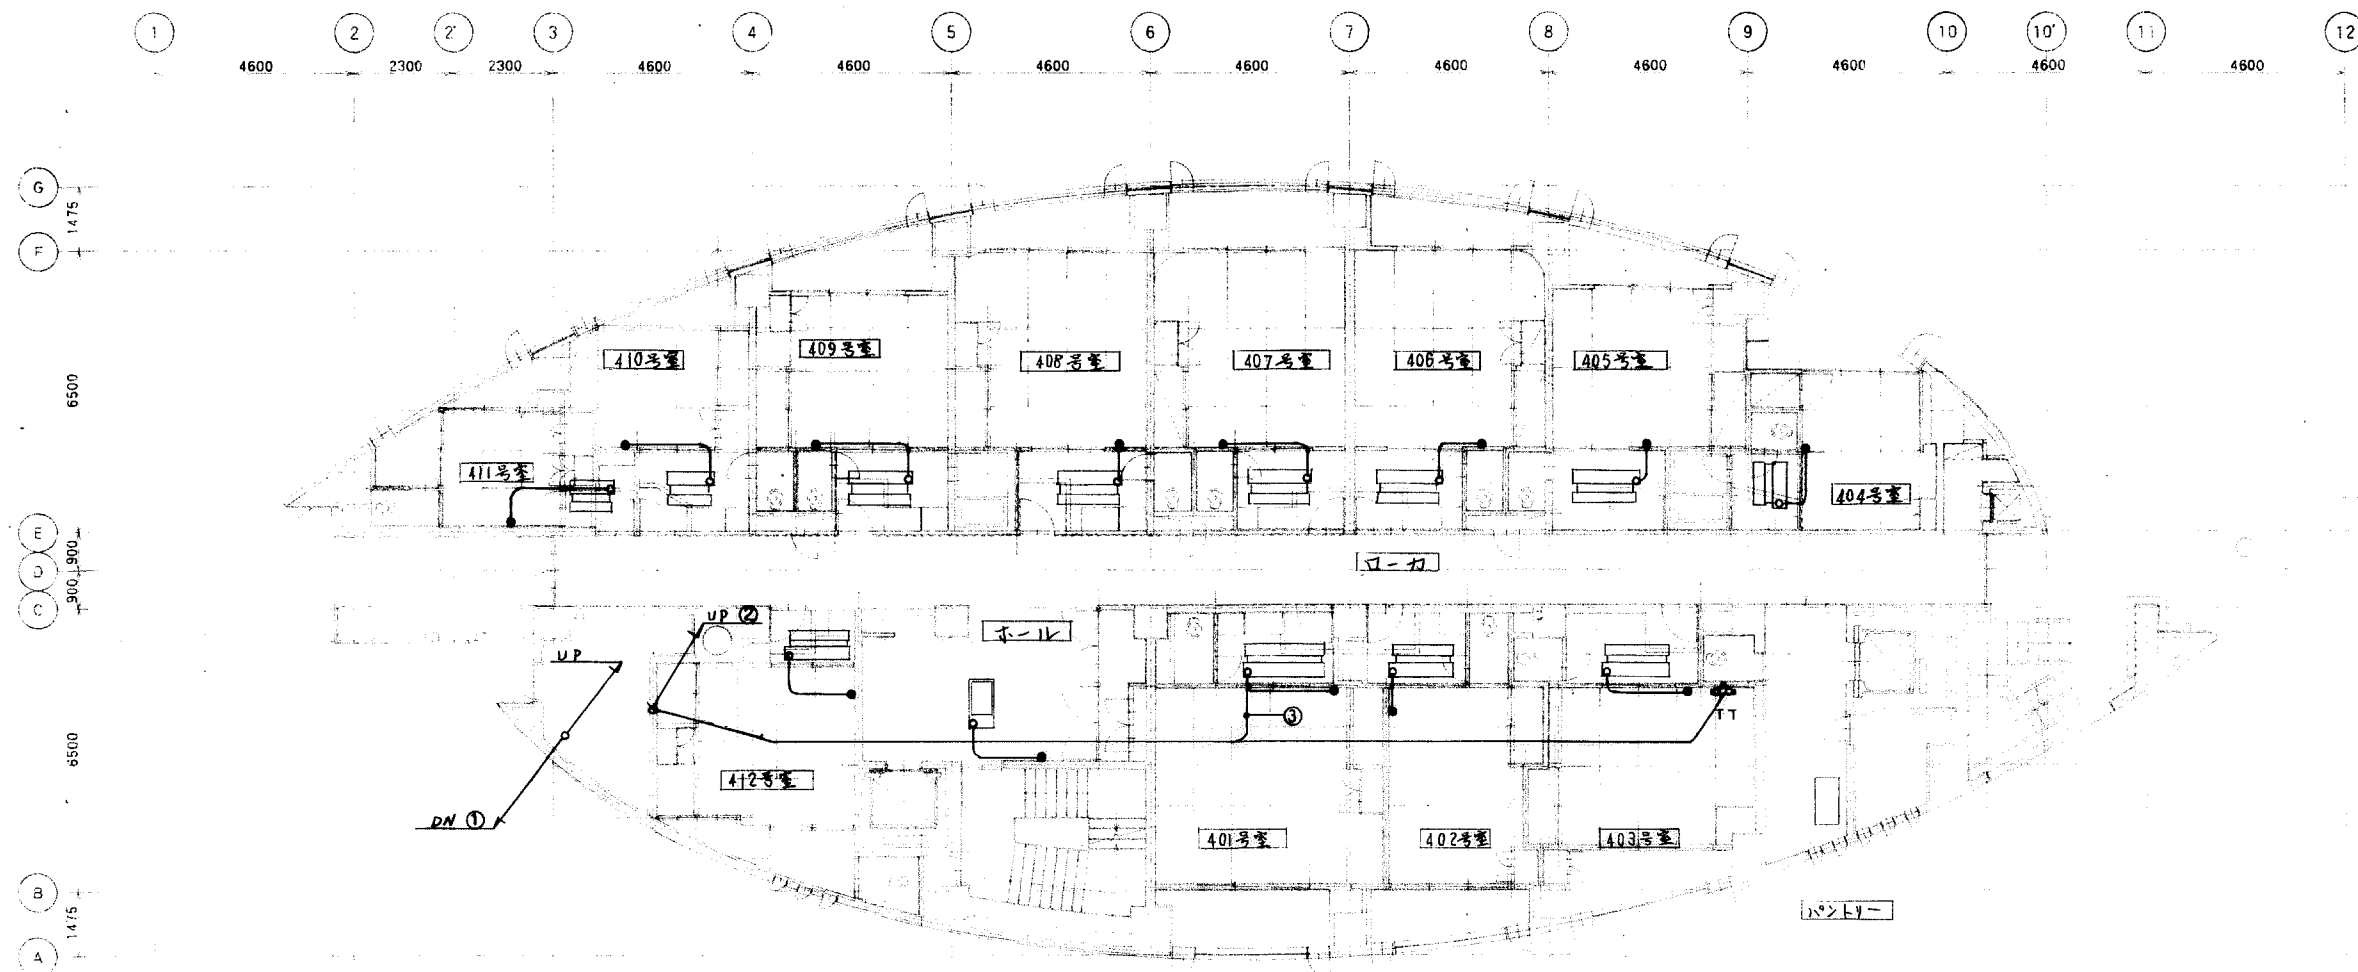 1 2 2' 3 4 5 6 7 8 9 10 10' 11 12
4600 2300 2300 4600 4600 4600 4600 4600 4600 4600 4600 4600
G
1475
F
6500
E
900
D
900
C
6500
B
1475
A
410号室 409号室 408号室 407号室 406号室 405号室
411号室 404号室
ローカ
UP ②
ホール
UP
③
TT
412号室
DN ①
401号室 402号室 403号室
パントリー